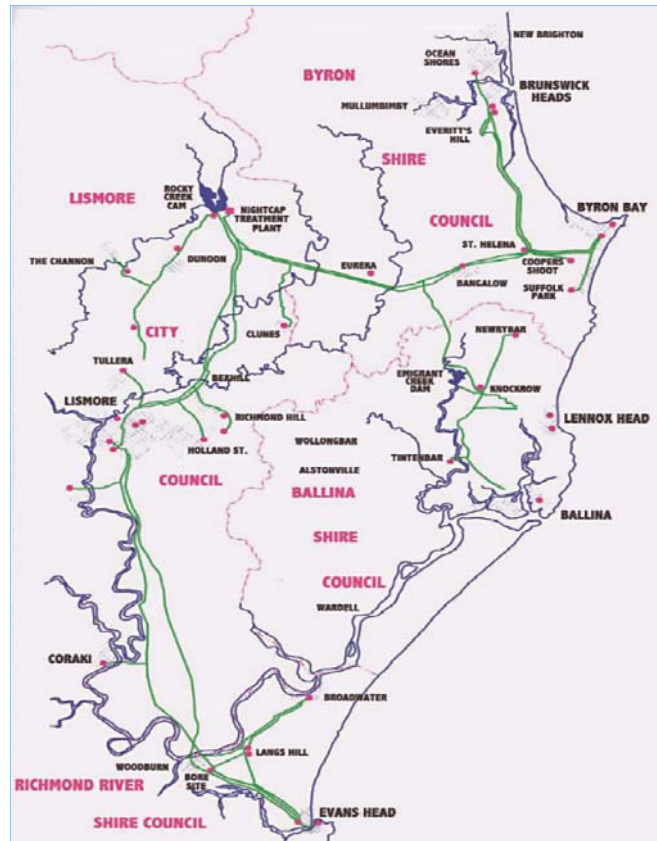 NEW BRIGHTON
OCEAN
SHORES
BYRON
BRUNSWICK
HEADS
MULLUMBIMBY
EVERITT'S
HILL
SHIRE
LISMORE
ROCKY
CREEK
CAM
NIGHTCAP
TREATMENT
PLANT
COUNCIL
BYRON BAY
ST. HELENA
THE CHANNON
DUNOON
EUREKA
COOPERS
SHOOT
BANGALOW
SUFFOLK
PARK
CITY
CLUNES
NEWRYBAR
TULLERA
BEXHILL
EMIGRANT
CREEK
DAM
KNOCKROW
LISMORE
RICHMOND HILL
LENNOX HEAD
WOLLONGBAR
HOLLAND ST.
TINTENBAR
ALSTONVILLE
COUNCIL
BALLINA
BALLINA
SHIRE
COUNCIL
WARDELL
CORAKI
BROADWATER
LANGS HILL
WOODBURN
BORE
SITE
RICHMOND RIVER
EVANS HEAD
SHIRE COUNCIL